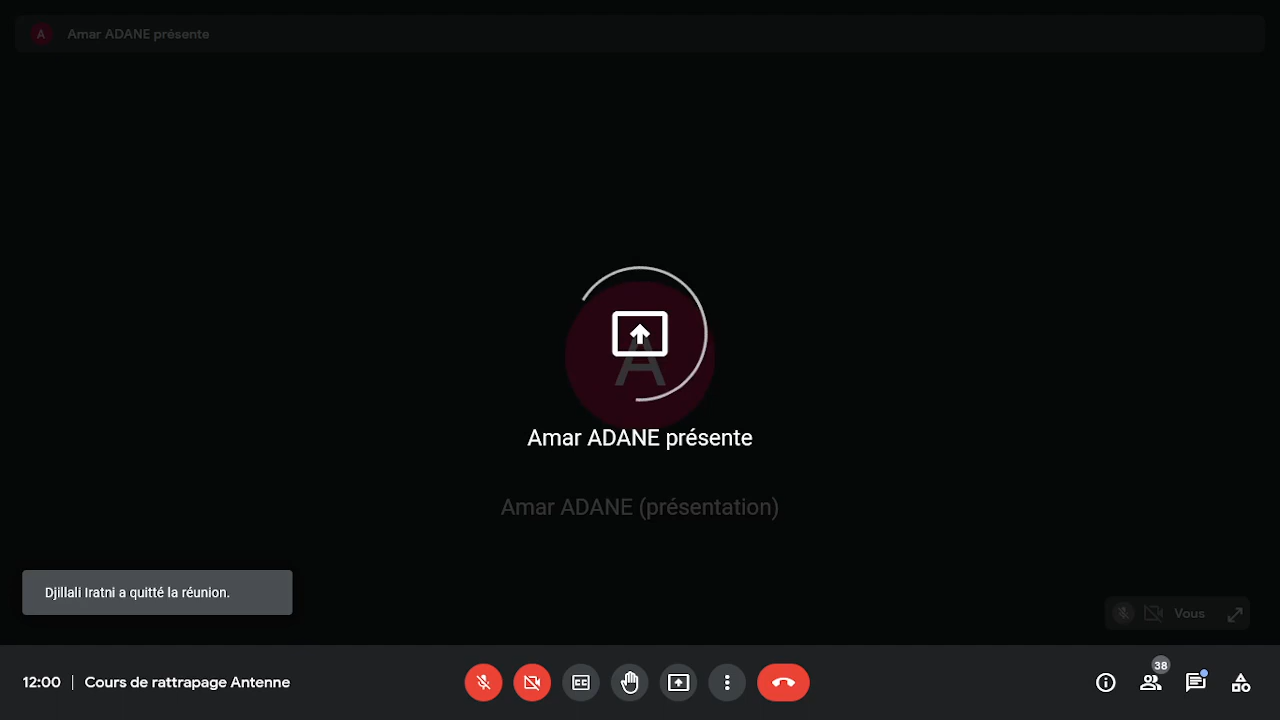 A
Amar ADANE présente
A
Amar ADANE présente
Amar ADANE (présentation)
Djillali Iratni a quitté la réunion.
Vous
12:00 | Cours de rattrapage Antenne
CC
38